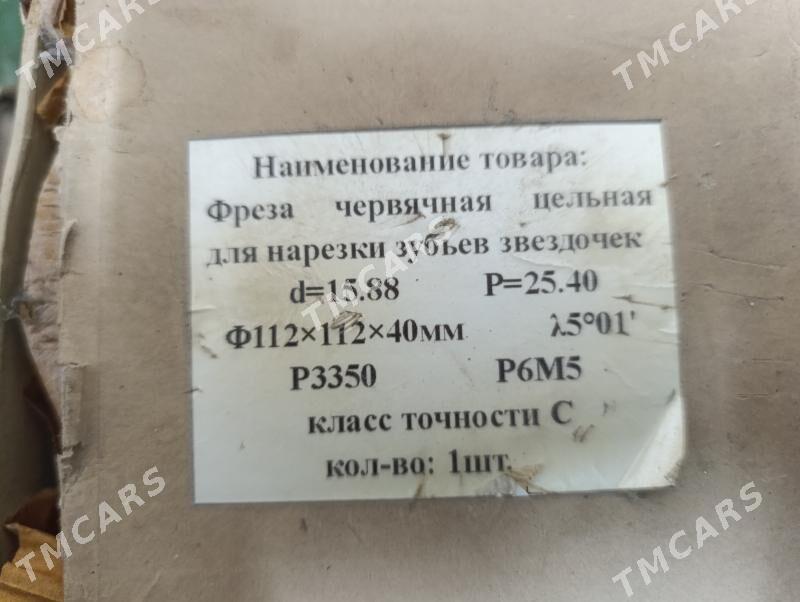 TMCARS
TMCARS
Наименование товара:
Фреза червячная цельная
для нарезки зубьев звездочек
d=15.88 P=25.40
TMCARS
Ф112×112×40мм λ5°01'
Р3350 Р6М5
класс точности С
кол-во: 1шт.
TMCARS
TMCARS